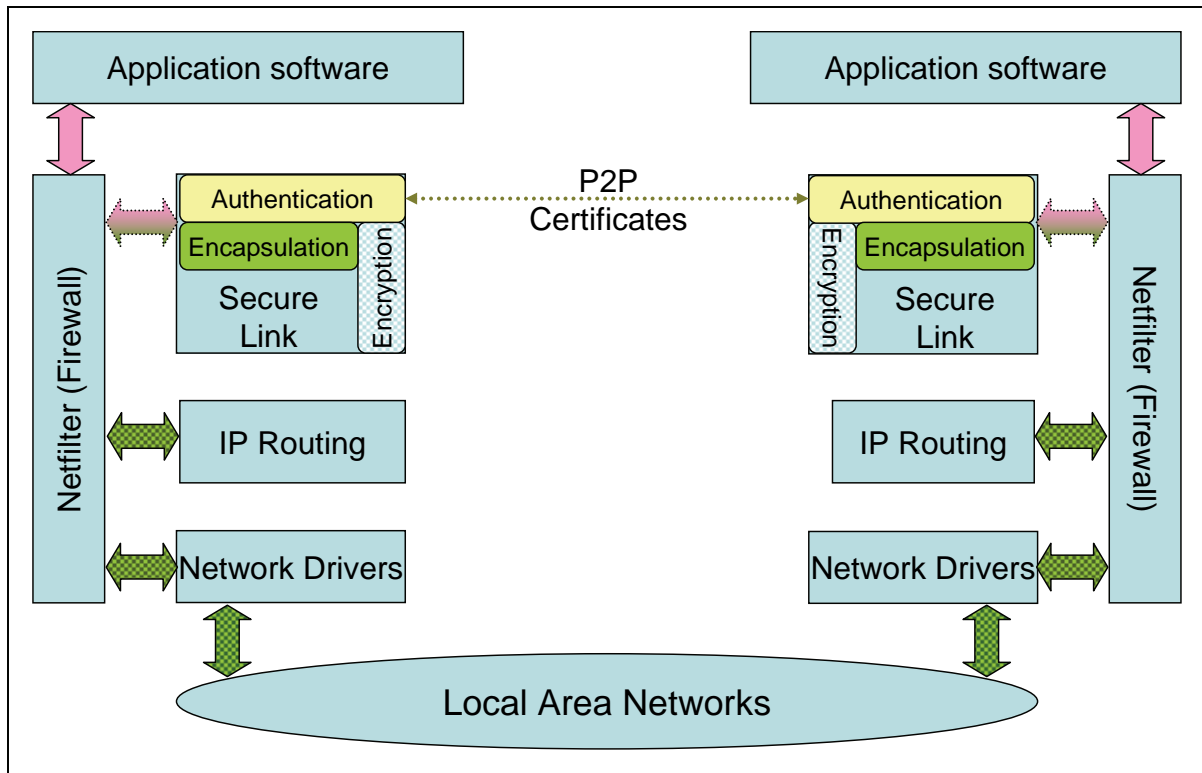 Application software
Application software
Authentication
P2P
Certificates
Authentication
Encapsulation
Encryption
Secure
Link
Encryption
Encapsulation
Secure
Link
Netfilter (Firewall)
Netfilter (Firewall)
IP Routing
IP Routing
Network Drivers
Network Drivers
Local Area Networks